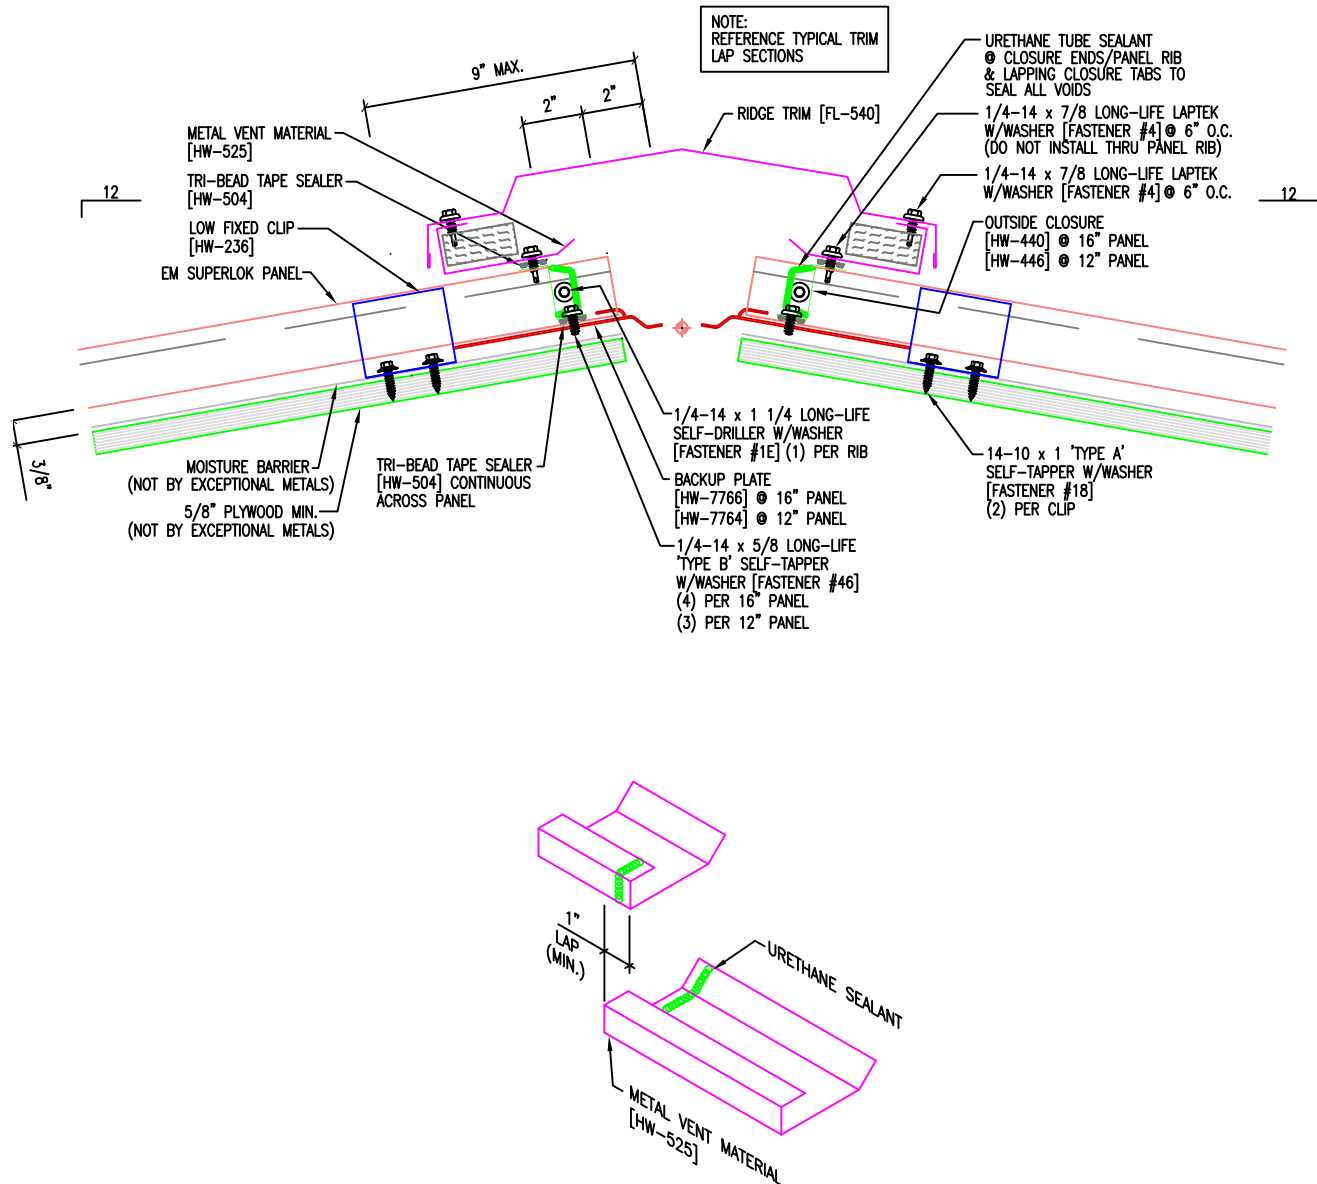 NOTE:
REFERENCE TYPICAL TRIM
LAP SECTIONS
9" MAX.
2"
2"
RIDGE TRIM [FL-540]
URETHANE TUBE SEALANT
@ CLOSURE ENDS/PANEL RIB
& LAPPING CLOSURE TABS TO
SEAL ALL VOIDS
1/4-14 x 7/8 LONG-LIFE LAPTEK
W/WASHER [FASTENER #4] @ 6" O.C.
(DO NOT INSTALL THRU PANEL RIB)
1/4-14 x 7/8 LONG-LIFE LAPTEK
W/WASHER [FASTENER #4] @ 6" O.C.
OUTSIDE CLOSURE
[HW-440] @ 16" PANEL
[HW-446] @ 12" PANEL
12
12
METAL VENT MATERIAL
[HW-525]
TRI-BEAD TAPE SEALER
[HW-504]
LOW FIXED CLIP
[HW-236]
EM SUPERLOK PANEL
3/8"
MOISTURE BARRIER
(NOT BY EXCEPTIONAL METALS)
5/8" PLYWOOD MIN.
(NOT BY EXCEPTIONAL METALS)
TRI-BEAD TAPE SEALER
[HW-504] CONTINUOUS
ACROSS PANEL
1/4-14 x 1 1/4 LONG-LIFE
SELF-DRILLER W/WASHER
[FASTENER #1E] (1) PER RIB
BACKUP PLATE
[HW-7766] @ 16" PANEL
[HW-7764] @ 12" PANEL
1/4-14 x 5/8 LONG-LIFE
'TYPE B' SELF-TAPPER
W/WASHER [FASTENER #46]
(4) PER 16" PANEL
(3) PER 12" PANEL
14-10 x 1 'TYPE A'
SELF-TAPPER W/WASHER
[FASTENER #18]
(2) PER CLIP
1"
LAP
(MIN.)
URETHANE SEALANT
METAL VENT MATERIAL
[HW-525]